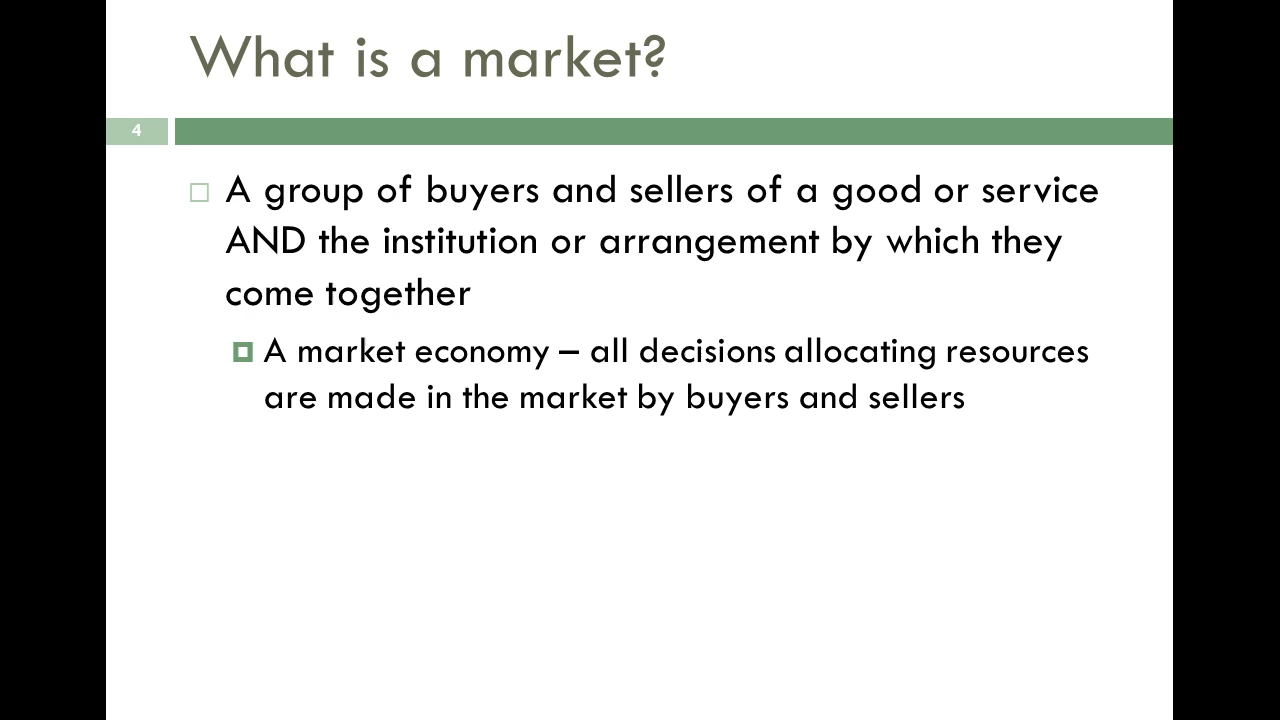 What is a market?
4
A group of buyers and sellers of a good or service
AND the institution or arrangement by which they
come together
A market economy – all decisions allocating resources
are made in the market by buyers and sellers